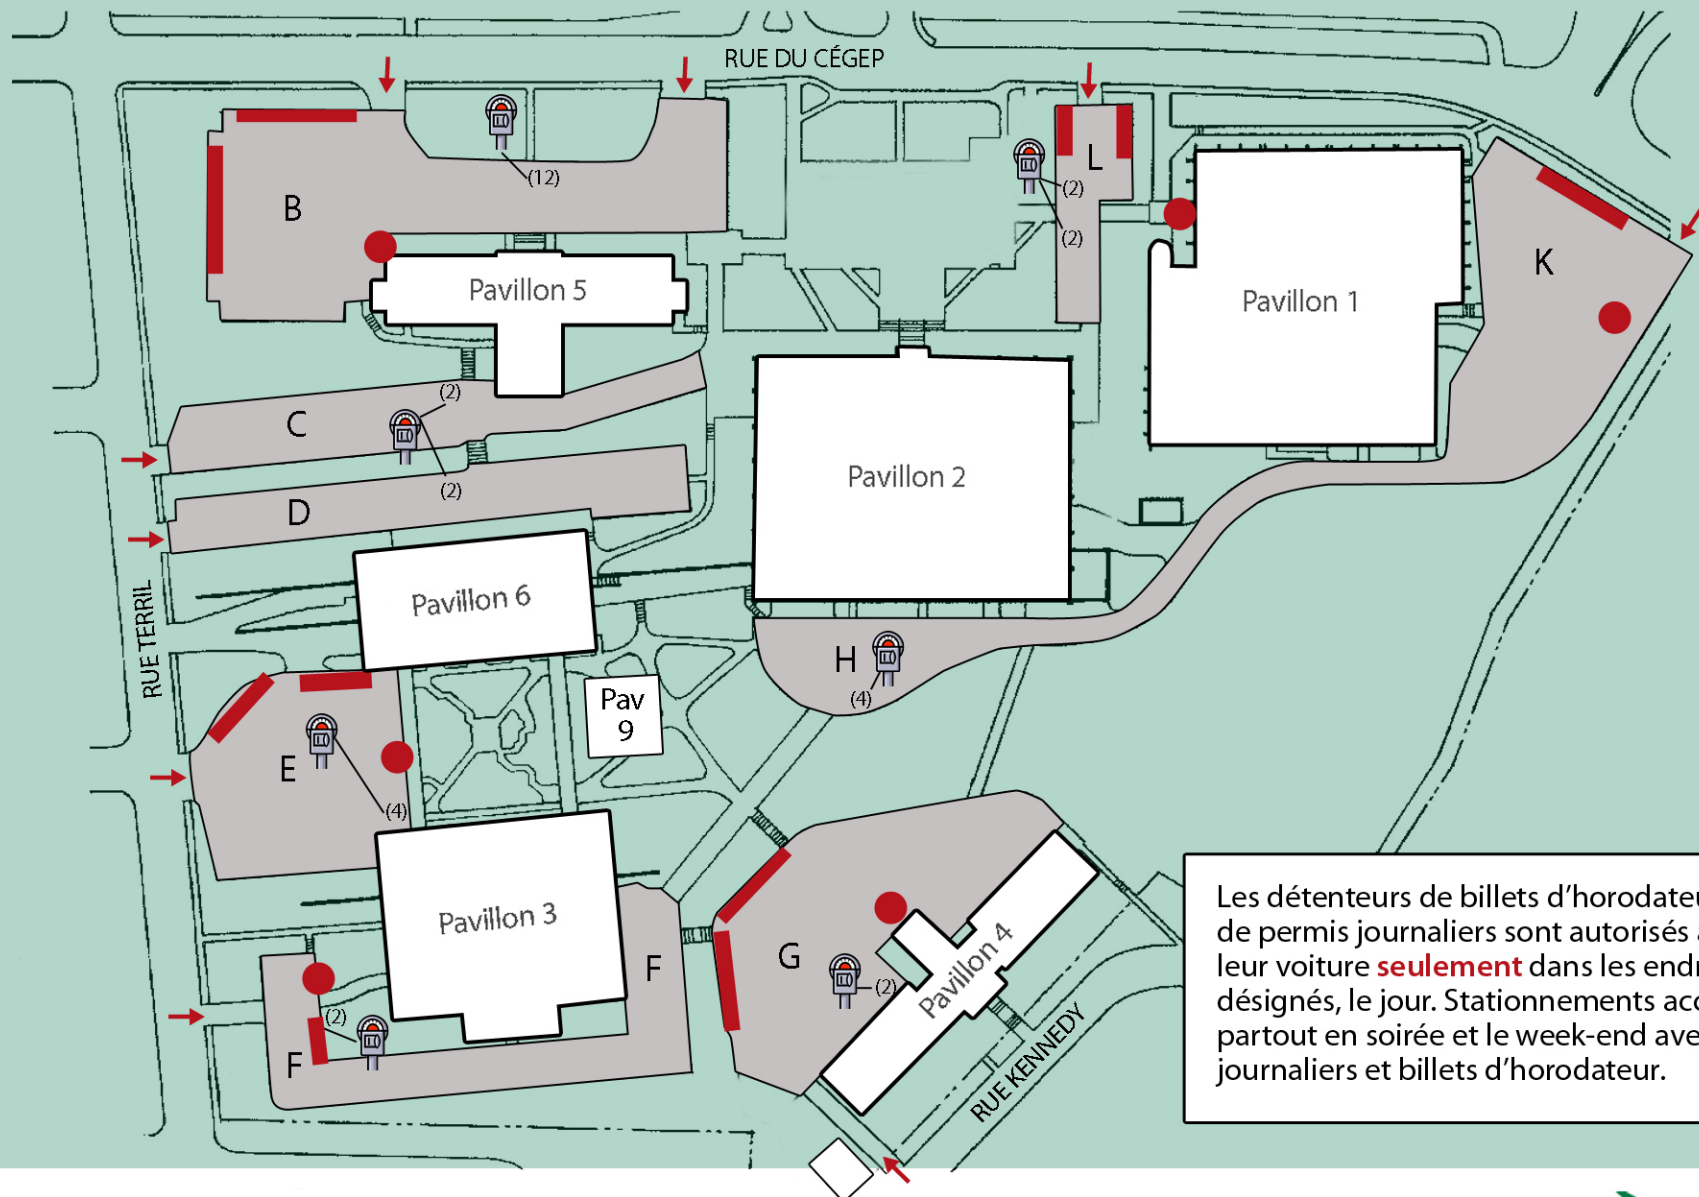 RUE DU CÉGEP
(12)
B
L
(2)
(2)
K
Pavillon 5
Pavillon 1
(2)
C
(2)
D
Pavillon 2
Pavillon 6
RUE TERRIL
H
(4)
Pav
9
E
(4)
Pavillon 3
F
G
(2)
Pavillon 4
(2)
F
RUE KENNEDY
Les détenteurs de billets d'horodateu
de permis journaliers sont autorisés
leur voiture seulement dans les endr
désignés, le jour. Stationnements acc
partout en soirée et le week-end ave
journaliers et billets d'horodateur.